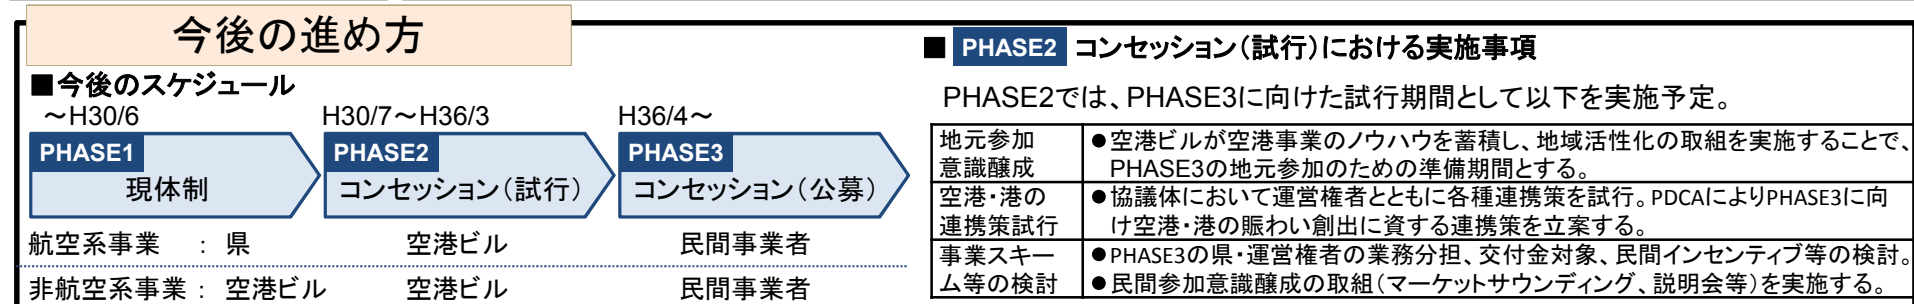 今後の進め方
■今後のスケジュール
～H30/6 H30/7～H36/3 H36/4～
PHASE1 PHASE2 PHASE3
現体制 コンセッション（試行） コンセッション（公募）
航空系事業 ： 県 空港ビル 民間事業者
非航空系事業 ： 空港ビル 空港ビル 民間事業者
■ PHASE2 コンセッション（試行）における実施事項
PHASE2では、PHASE3に向けた試行期間として以下を実施予定。
地元参加
意識醸成
●空港ビルが空港事業のノウハウを蓄積し、地域活性化の取組を実施することで、
PHASE3の地元参加のための準備期間とする。
空港・港の
連携策試行
●協議体において運営権者とともに各種連携策を試行。PDCAによりPHASE3に向
け空港・港の賑わい創出に資する連携策を立案する。
事業スキー
ム等の検討
●PHASE3の県・運営権者の業務分担、交付金対象、民間インセンティブ等の検討。
●民間参加意識醸成の取組（マーケットサウンディング、説明会等）を実施する。